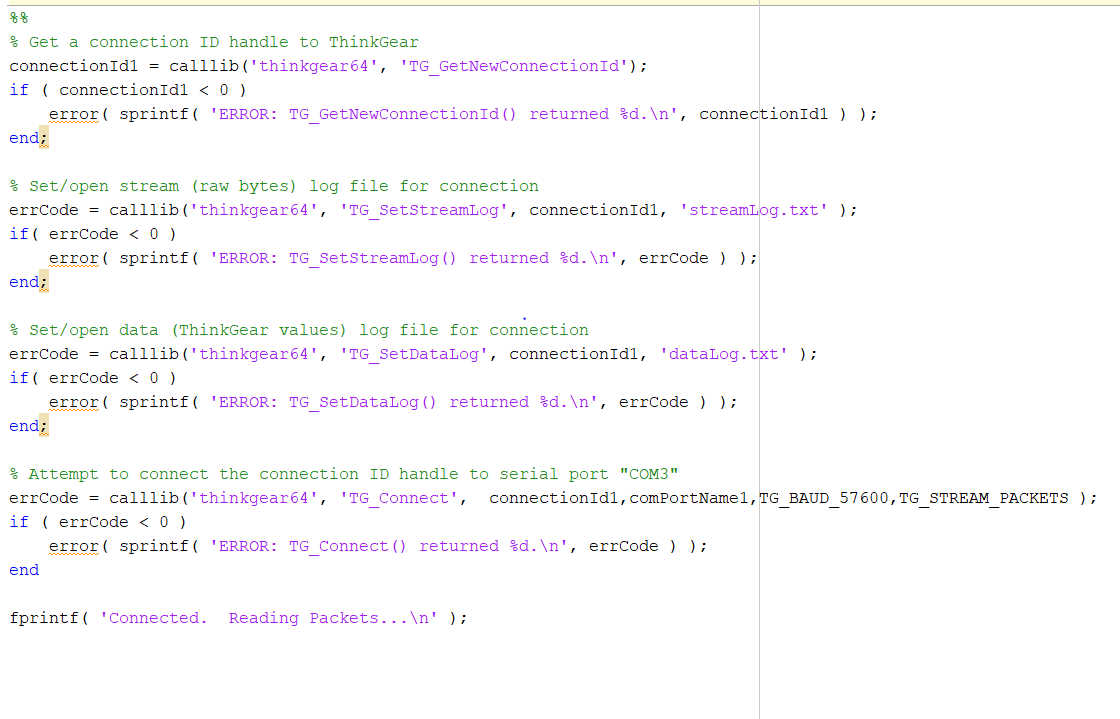 %%
% Get a connection ID handle to ThinkGear
connectionId1 = calllib('thinkgear64', 'TG_GetNewConnectionId');
if ( connectionId1 < 0 )
    error( sprintf( 'ERROR: TG_GetNewConnectionId() returned %d.\n', connectionId1 ) );
end;

% Set/open stream (raw bytes) log file for connection
errCode = calllib('thinkgear64', 'TG_SetStreamLog', connectionId1, 'streamLog.txt' );
if( errCode < 0 )
    error( sprintf( 'ERROR: TG_SetStreamLog() returned %d.\n', errCode ) );
end;

% Set/open data (ThinkGear values) log file for connection
errCode = calllib('thinkgear64', 'TG_SetDataLog', connectionId1, 'dataLog.txt' );
if( errCode < 0 )
    error( sprintf( 'ERROR: TG_SetDataLog() returned %d.\n', errCode ) );
end;

% Attempt to connect the connection ID handle to serial port "COM3"
errCode = calllib('thinkgear64', 'TG_Connect',  connectionId1,comPortName1,TG_BAUD_57600,TG_STREAM_PACKETS );
if ( errCode < 0 )
    error( sprintf( 'ERROR: TG_Connect() returned %d.\n', errCode ) );
end

fprintf( 'Connected.  Reading Packets...\n' );